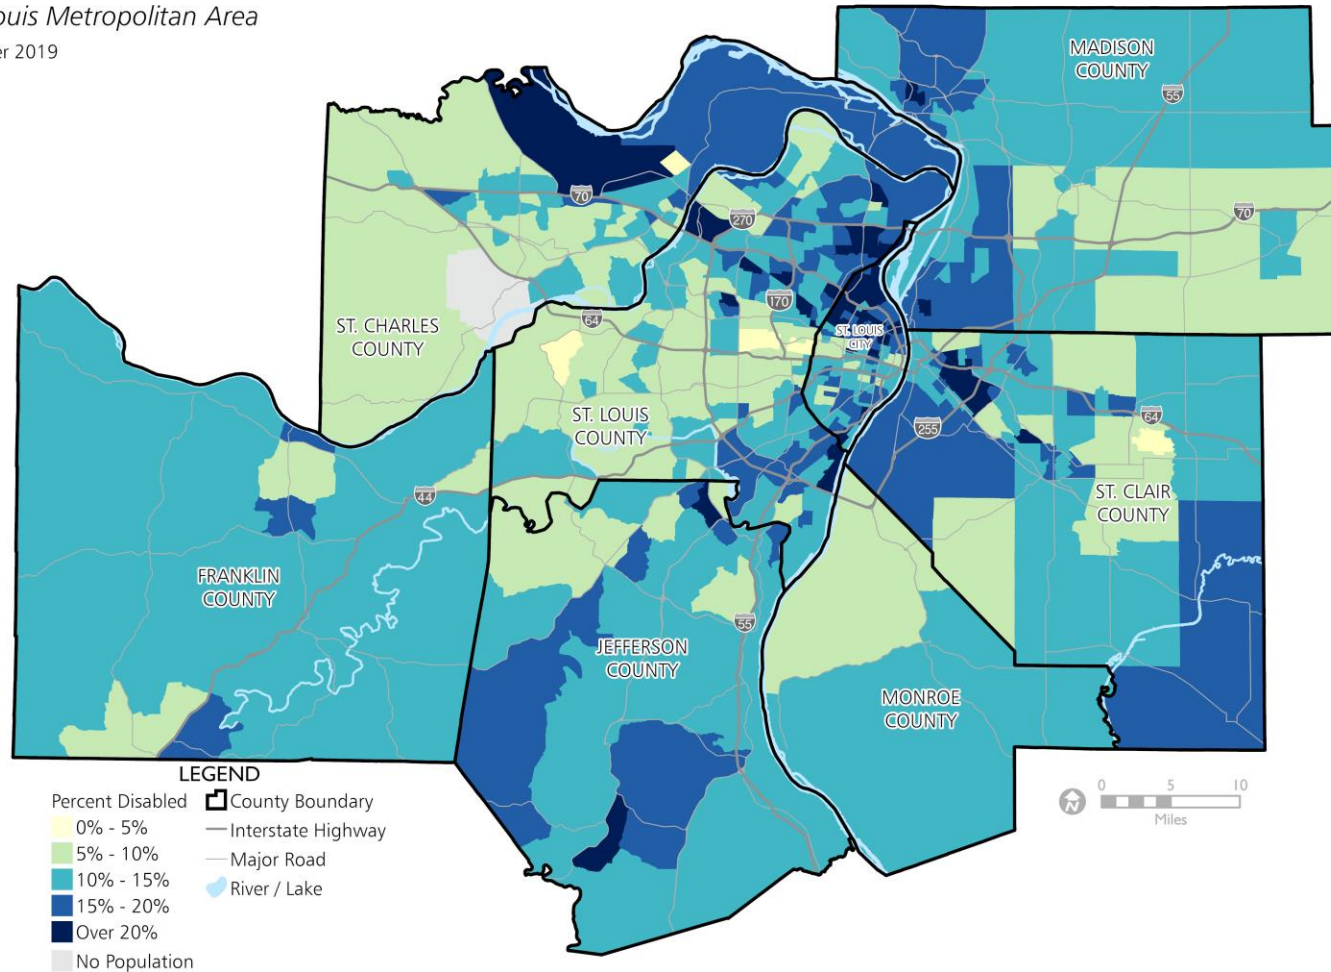 Metropolitan Area
2019
MADISON
COUNTY
55
70
270
70
170
ST. CHARLES
COUNTY
64
ST. LOUIS
CITY
ST. LOUIS
COUNTY
255
64
44
ST. CLAIR
COUNTY
FRANKLIN
COUNTY
55
JEFFERSON
COUNTY
MONROE
COUNTY
LEGEND
Percent Disabled
0% - 5%
5% - 10%
10% - 15%
15% - 20%
Over 20%
No Population
County Boundary
Interstate Highway
Major Road
River / Lake
N
0 5 10
Miles